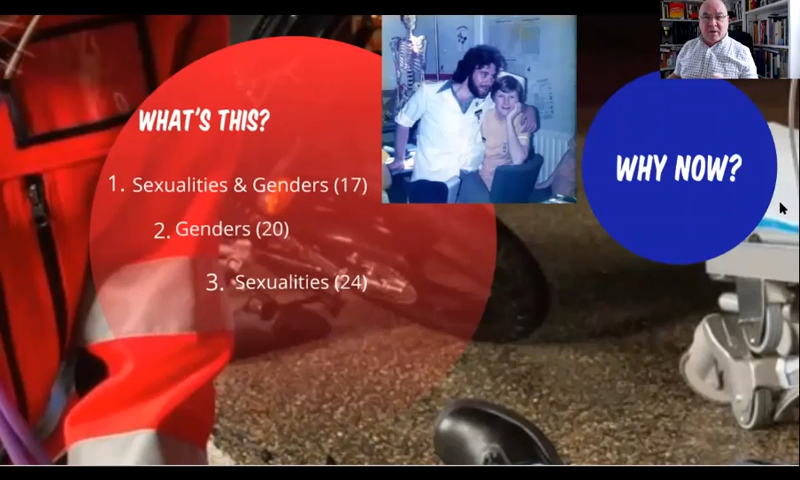 WHAT'S THIS?
1. Sexualities & Genders (17)
2. Genders (20)
3. Sexualities (24)
WHY NOW?